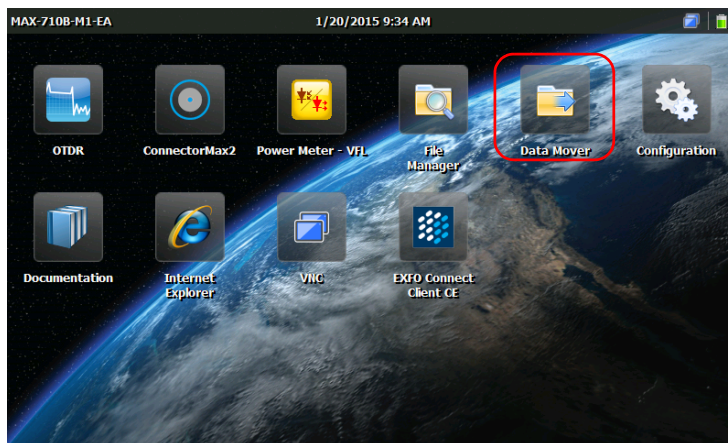 MAX-710B-M1-EA
1/20/2015 9:34 AM
OTDR
ConnectorMax2
Power Meter - VFL
File
Manager
Data Mover
Configuration
Documentation
Internet
Explorer
VNC
EXFO Connect
Client CE